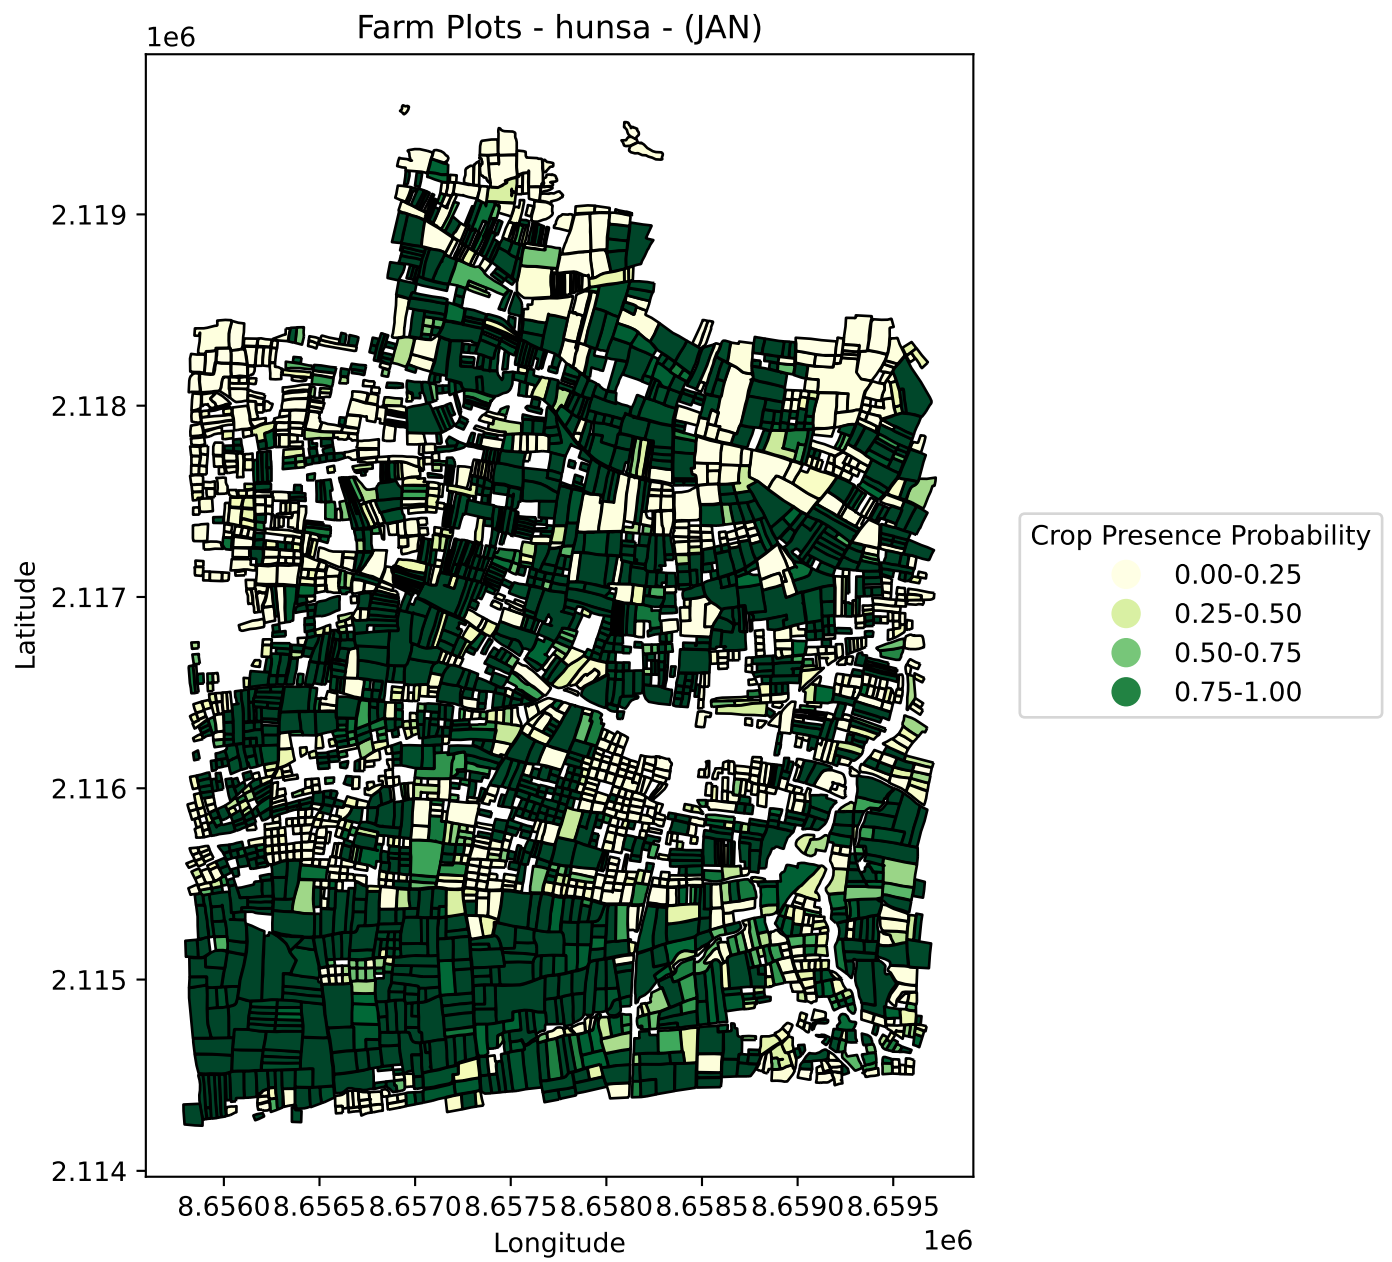 Farm Plots - hunsa - (JAN)
1e6
2.119
2.118
2.117
2.116
2.115
2.114
Latitude
8.6560 8.6565 8.6570 8.6575 8.6580 8.6585 8.6590 8.6595
Longitude
1e6
Crop Presence Probability
0.00-0.25
0.25-0.50
0.50-0.75
0.75-1.00